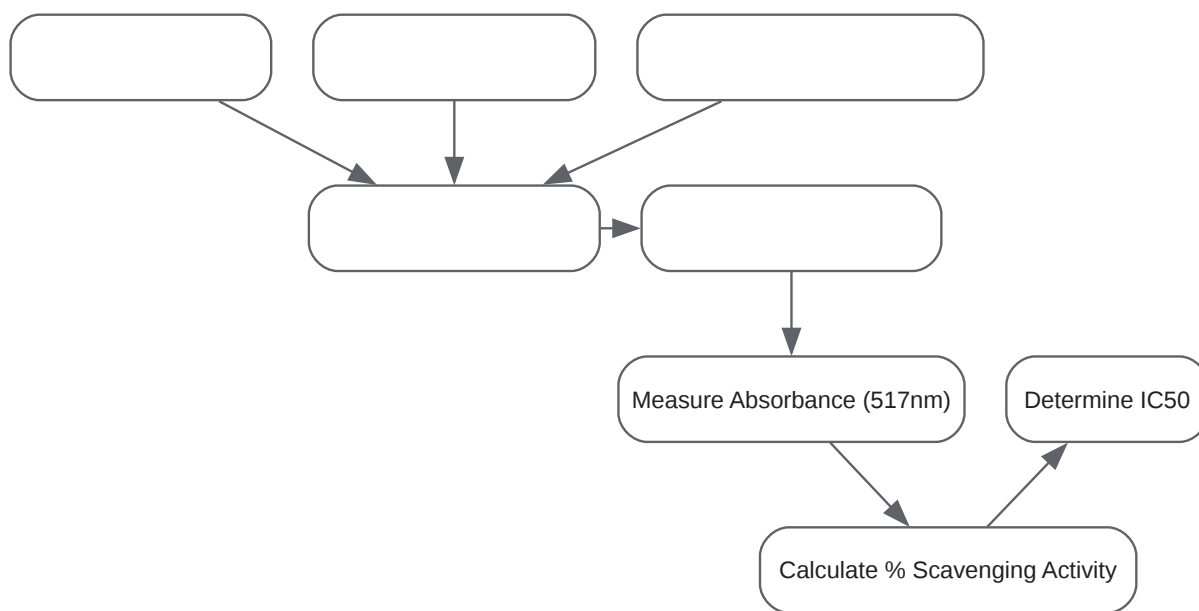 Measure Absorbance (517nm)
Determine IC50
Calculate % Scavenging Activity